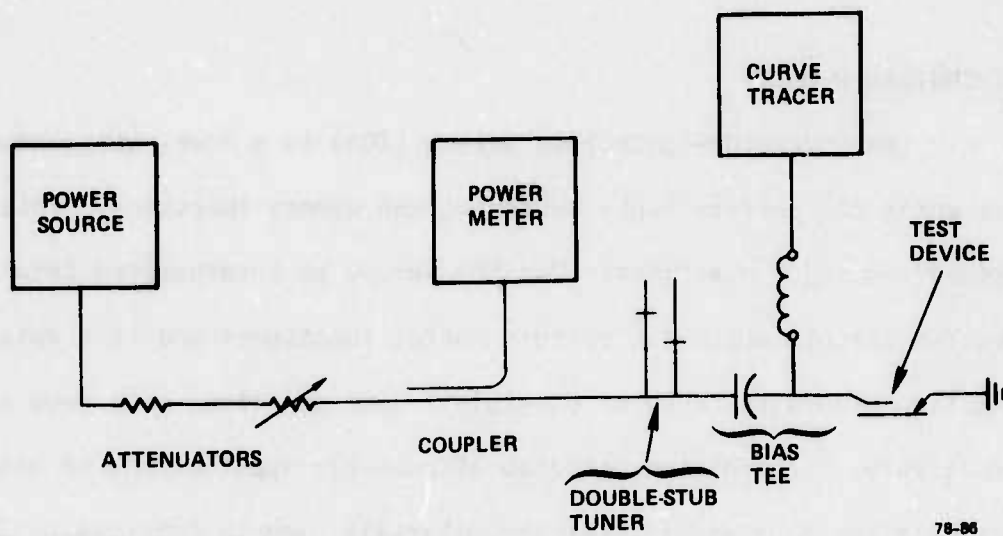 CURVE
TRACER
POWER
SOURCE
POWER
METER
TEST
DEVICE
ATTENUATORS
COUPLER
BIAS
TEE
DOUBLE-STUB
TUNER
78-86